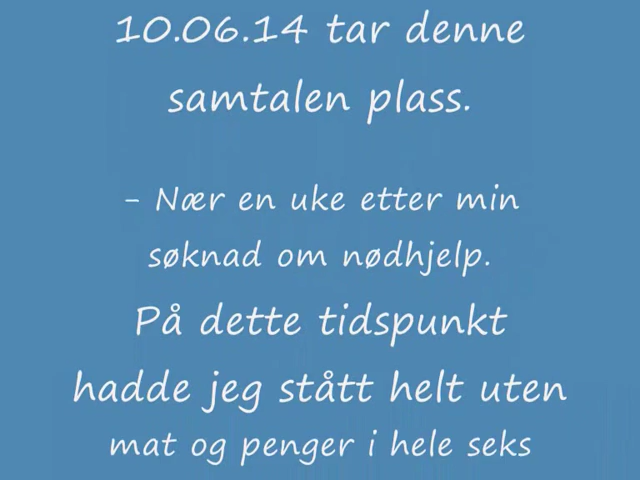 10.06.14 tar denne
samtalen plass.
- Nær en uke etter min
søknad om nødhjelp.
På dette tidspunkt
hadde jeg stått helt uten
mat og penger i hele seks